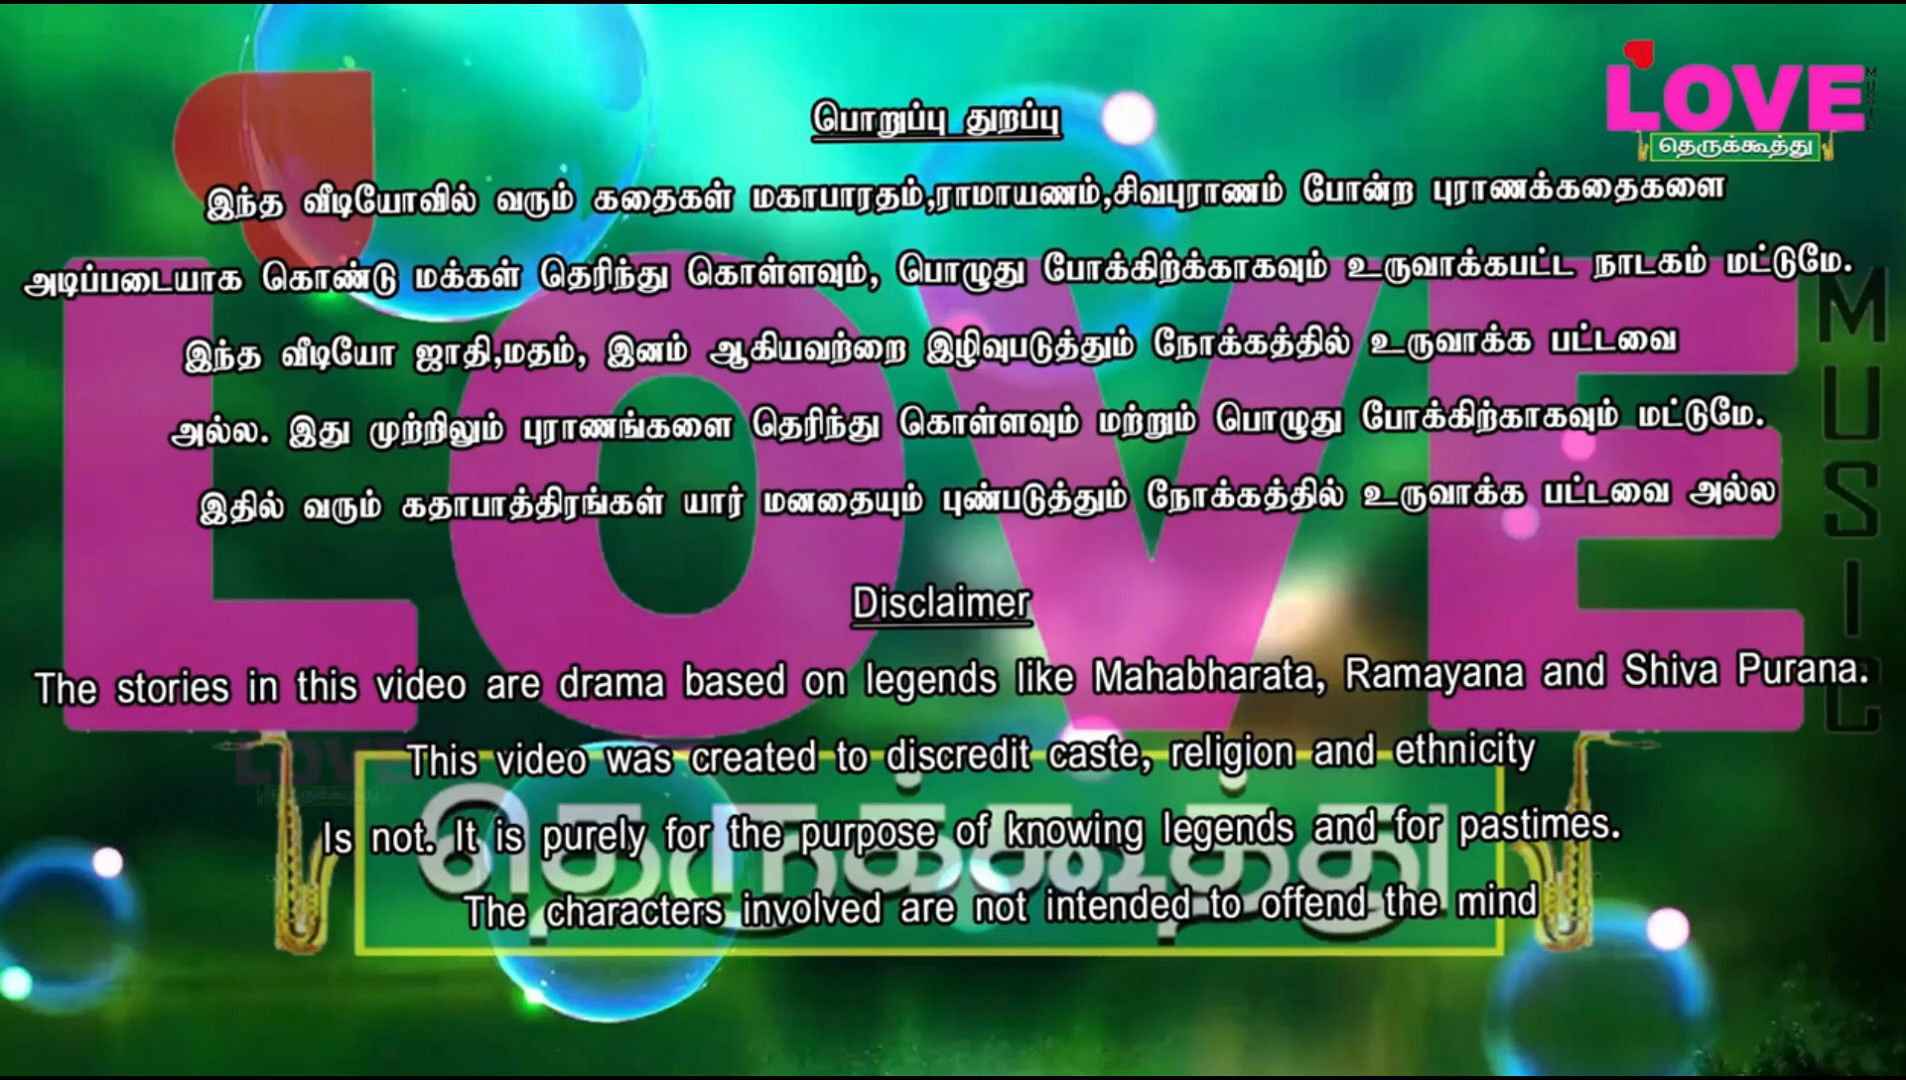 LOVE
MUSIC
தெருக்கூத்து
பொறுப்பு துறப்பு
இந்த வீடியோவில் வரும் கதைகள் மகாபாரதம்,ராமாயணம்,சிவபுராணம் போன்ற புராணக்கதைகளை
அடிப்படையாக கொண்டு மக்கள் தெரிந்து கொள்ளவும், பொழுது போக்கிற்க்காகவும் உருவாக்கபட்ட நாடகம் மட்டுமே.
இந்த வீடியோ ஜாதி,மதம், இனம் ஆகியவற்றை இழிவுபடுத்தும் நோக்கத்தில் உருவாக்க பட்டவை
அல்ல. இது முற்றிலும் புராணங்களை தெரிந்து கொள்ளவும் மற்றும் பொழுது போக்கிற்காகவும் மட்டுமே.
இதில் வரும் கதாபாத்திரங்கள் யார் மனதையும் புண்படுத்தும் நோக்கத்தில் உருவாக்க பட்டவை அல்ல
Disclaimer
The stories in this video are drama based on legends like Mahabharata, Ramayana and Shiva Purana.
This video was created to discredit caste, religion and ethnicity
Is not. It is purely for the purpose of knowing legends and for pastimes.
The characters involved are not intended to offend the mind
LOVE
MUSIC
தெருக்கூத்து